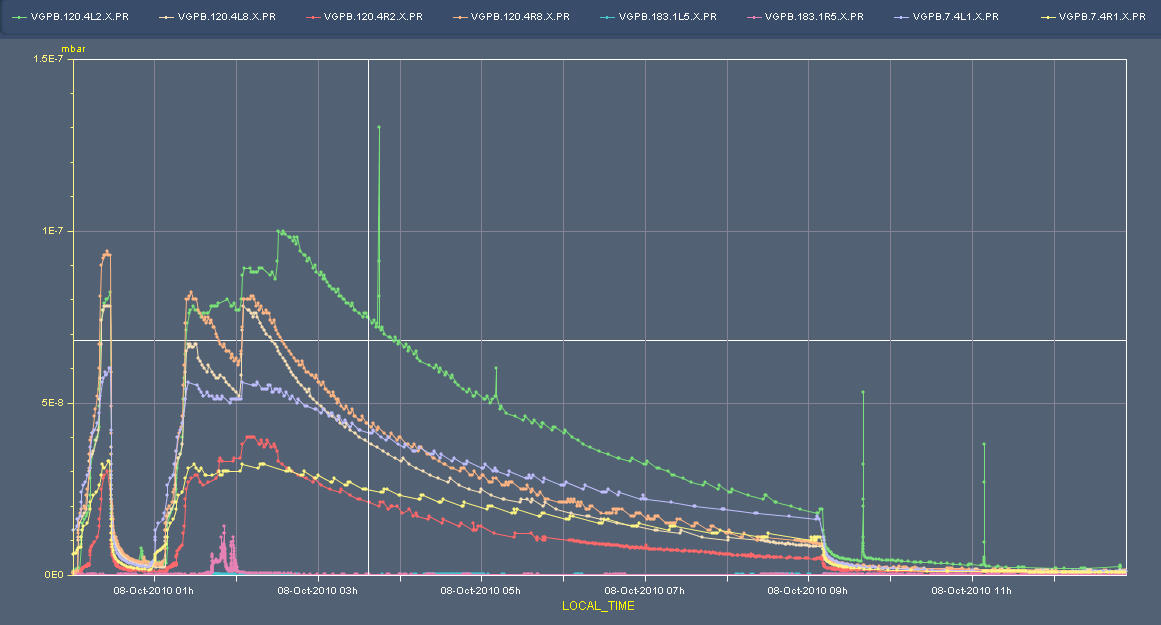 VGPB.120.4L2.X.PR VGPB.120.4L8.X.PR VGPB.120.4R2.X.PR VGPB.120.4R8.X.PR VGPB.183.1L5.X.PR VGPB.183.1R5.X.PR VGPB.7.4L1.X.PR VGPB.7.4R1.X.PR
mbar
1.5E-7
1E-7
5E-8
0E0
08-Oct-2010 01h 08-Oct-2010 03h 08-Oct-2010 05h 08-Oct-2010 07h 08-Oct-2010 09h 08-Oct-2010 11h
LOCAL_TIME